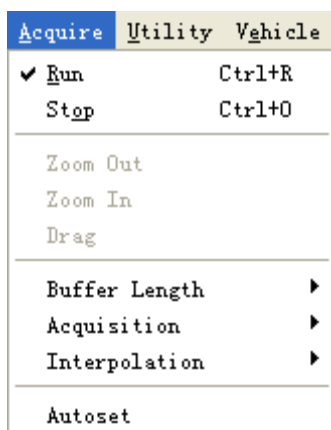 Acquire Utility Vehicle
Run Ctrl+R
Stop Ctrl+O
Zoom Out
Zoom In
Drag
Buffer Length
Acquisition
Interpolation
Autoset